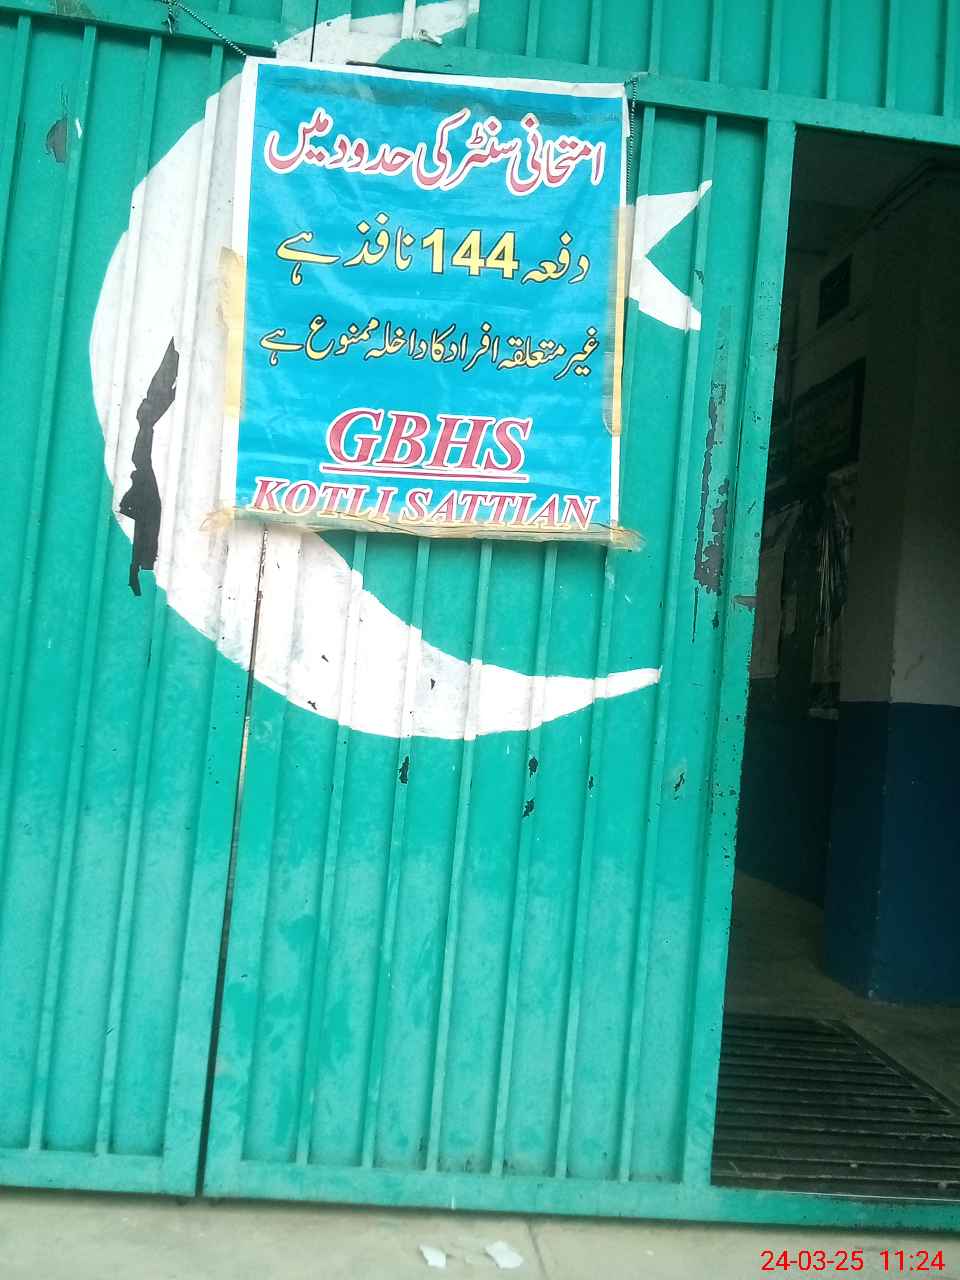 امتحانی سنٹر کی حدود میں
دفعہ 144 نافذ ہے
غیر متعلقہ افراد کا داخلہ ممنوع ہے
GBHS
KOTLI SATTIAN
24-03-25 11:24